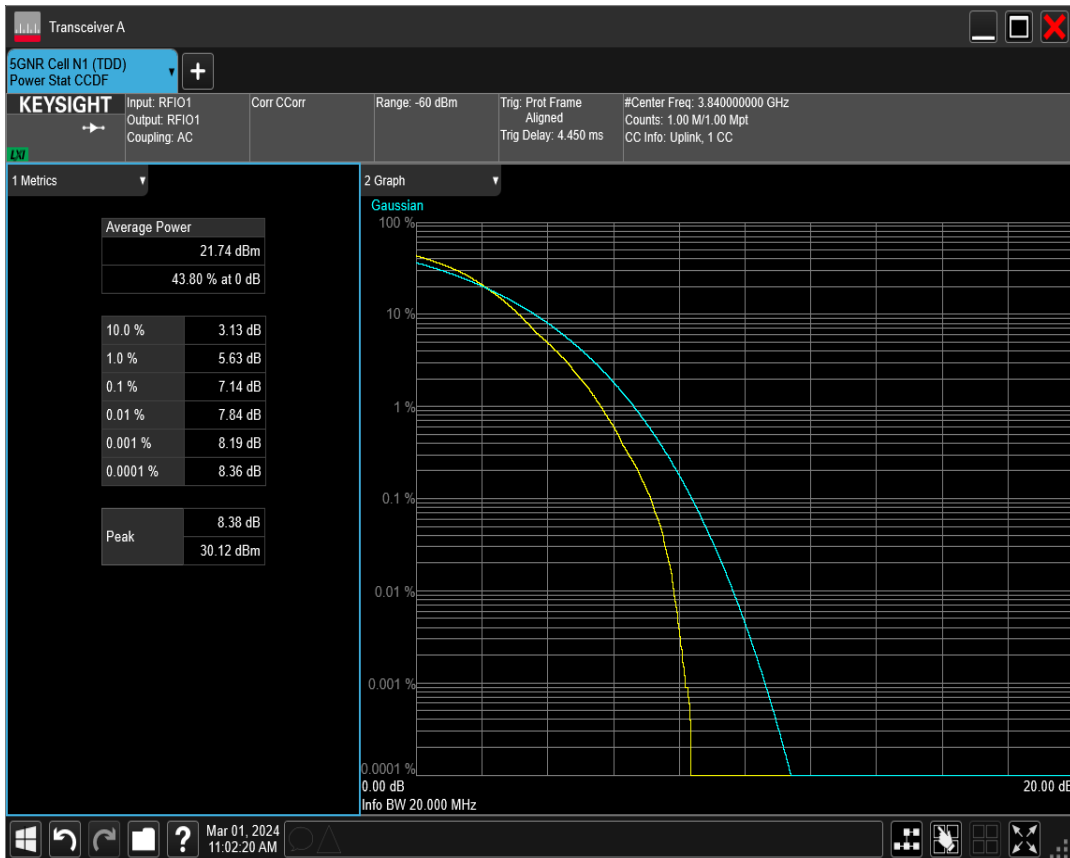 Transceiver A
5GNR Cell N1 (TDD)
Power Stat CCDF
+
KEYSIGHT
LXI
Input: RFIO1
Output: RFIO1
Coupling: AC
Corr CCorr
Range: -60 dBm
Trig: Prot Frame
Aligned
Trig Delay: 4.450 ms
#Center Freq: 3.840000000 GHz
Counts: 1.00 M/1.00 Mpt
CC Info: Uplink, 1 CC
1 Metrics
Average Power
21.74 dBm
43.80 % at 0 dB
10.0 % 3.13 dB
1.0 % 5.63 dB
0.1 % 7.14 dB
0.01 % 7.84 dB
0.001 % 8.19 dB
0.0001 % 8.36 dB
Peak 8.38 dB
30.12 dBm
2 Graph
Gaussian
100 %
10 %
1 %
0.1 %
0.01 %
0.001 %
0.0001 %
0.00 dB 20.00 dB
Info BW 20.000 MHz
?
Mar 01, 2024
11:02:20 AM